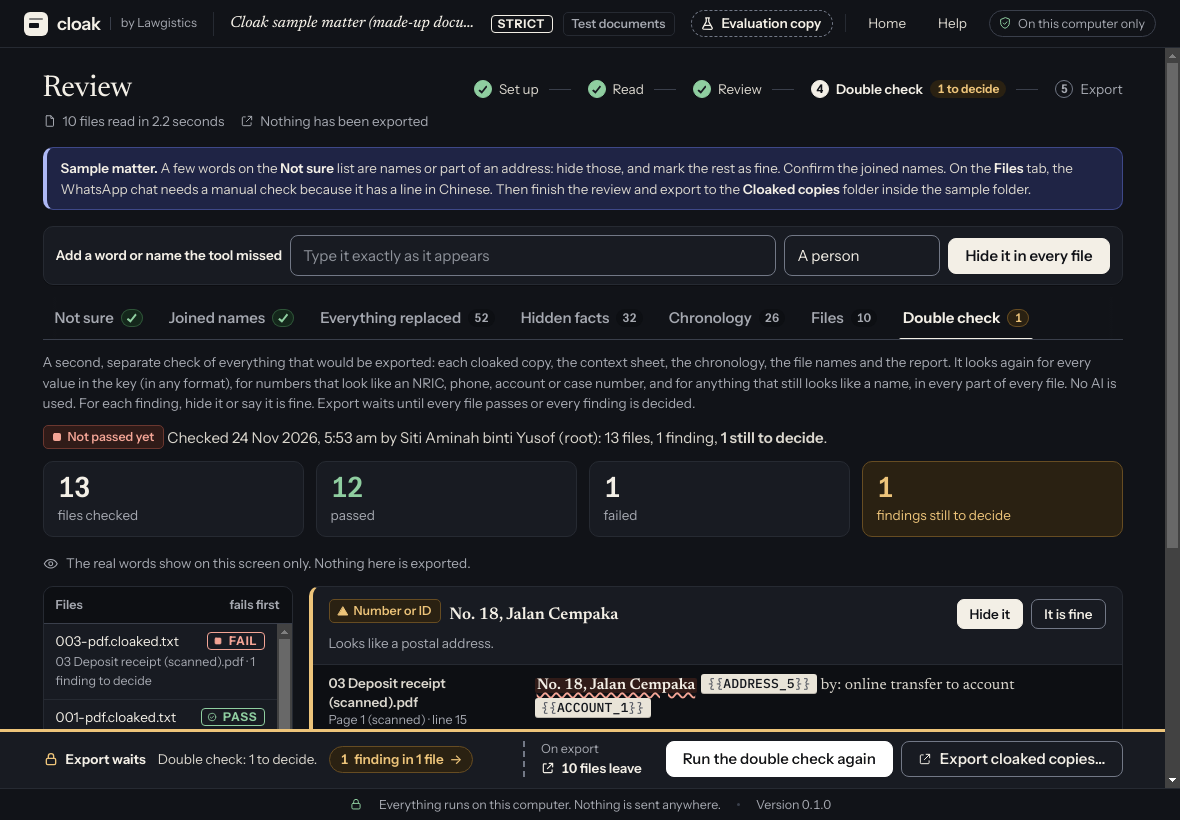 cloak by Lawgistics Cloak sample matter (made-up docu... STRICT Test documents Evaluation copy Home Help On this computer only
Review
Set up Read Review 4 Double check 1 to decide 5 Export
10 files read in 2.2 seconds Nothing has been exported
Sample matter. A few words on the Not sure list are names or part of an address: hide those, and mark the rest as fine. Confirm the joined names. On the Files tab, the
WhatsApp chat needs a manual check because it has a line in Chinese. Then finish the review and export to the Cloaked copies folder inside the sample folder.
Add a word or name the tool missed Type it exactly as it appears A person Hide it in every file
Not sure Joined names Everything replaced 52 Hidden facts 32 Chronology 26 Files 10 Double check 1
A second, separate check of everything that would be exported: each cloaked copy, the context sheet, the chronology, the file names and the report. It looks again for every
value in the key (in any format), for numbers that look like an NRIC, phone, account or case number, and for anything that still looks like a name, in every part of every file. No AI is
used. For each finding, hide it or say it is fine. Export waits until every file passes or every finding is decided.
Not passed yet Checked 24 Nov 2026, 5:53 am by Siti Aminah binti Yusof (root): 13 files, 1 finding, 1 still to decide.
13 12 1 1
files checked passed failed findings still to decide
The real words show on this screen only. Nothing here is exported.
Files fails first
Number or ID No. 18, Jalan Cempaka Hide it It is fine
Looks like a postal address.
003-pdf.cloaked.txt FAIL
03 Deposit receipt (scanned).pdf · 1
finding to decide
001-pdf.cloaked.txt PASS
03 Deposit receipt
(scanned).pdf
Page 1 (scanned) · line 15
No. 18, Jalan Cempaka {{ADDRESS_5}} by: online transfer to account
{{ACCOUNT_1}}
Export waits Double check: 1 to decide. 1 finding in 1 file → On export
10 files leave Run the double check again Export cloaked copies...
Everything runs on this computer. Nothing is sent anywhere. · Version 0.1.0